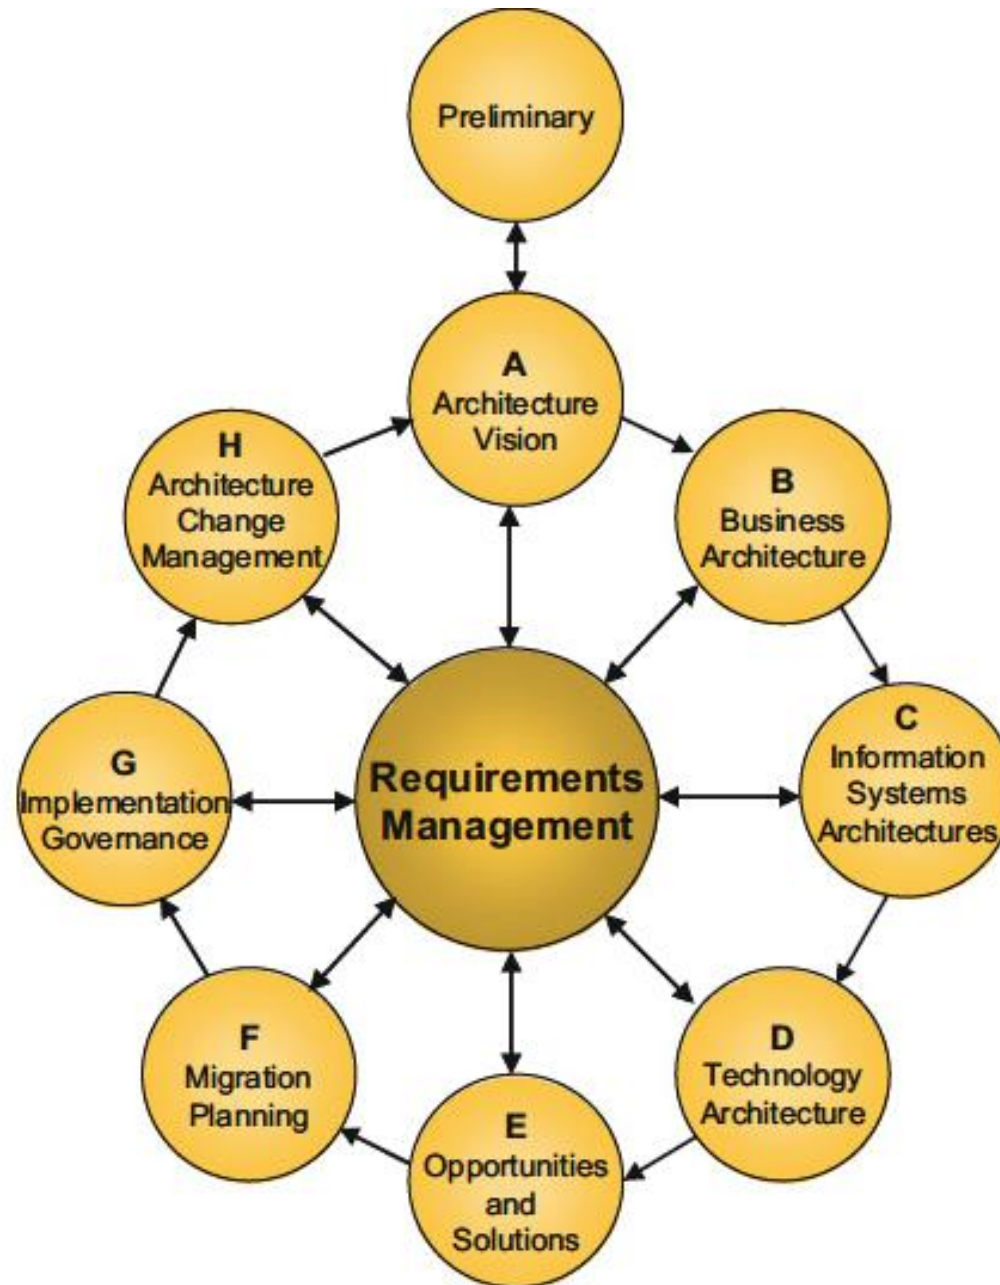 Preliminary
A
Architecture
Vision
B
Business
Architecture
C
Information
Systems
Architectures
D
Technology
Architecture
E
Opportunities
and
Solutions
F
Migration
Planning
G
Implementation
Governance
H
Architecture
Change
Management
Requirements
Management